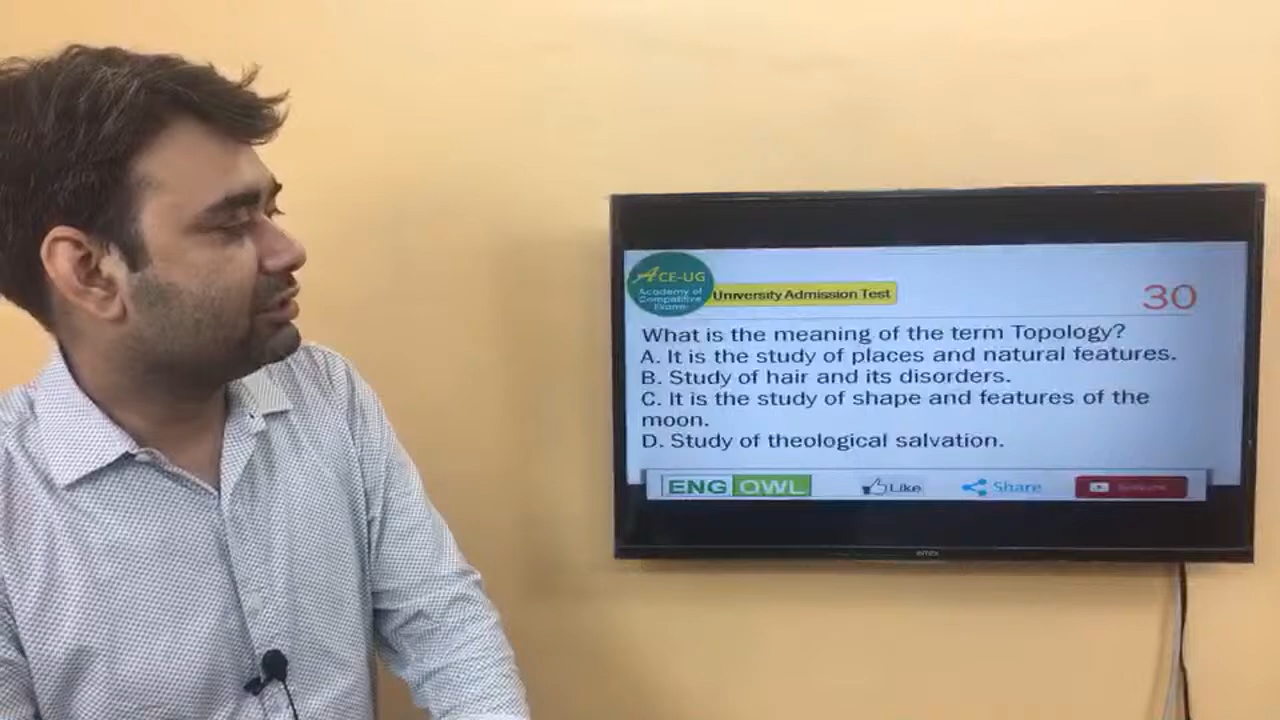 ACE-UG
Academy of
Competitive
Exams
University Admission Test
30
What is the meaning of the term Topology?
A. It is the study of places and natural features.
B. Study of hair and its disorders.
C. It is the study of shape and features of the
moon.
D. Study of theological salvation.
ENG OWL
Like
Share
INTEX